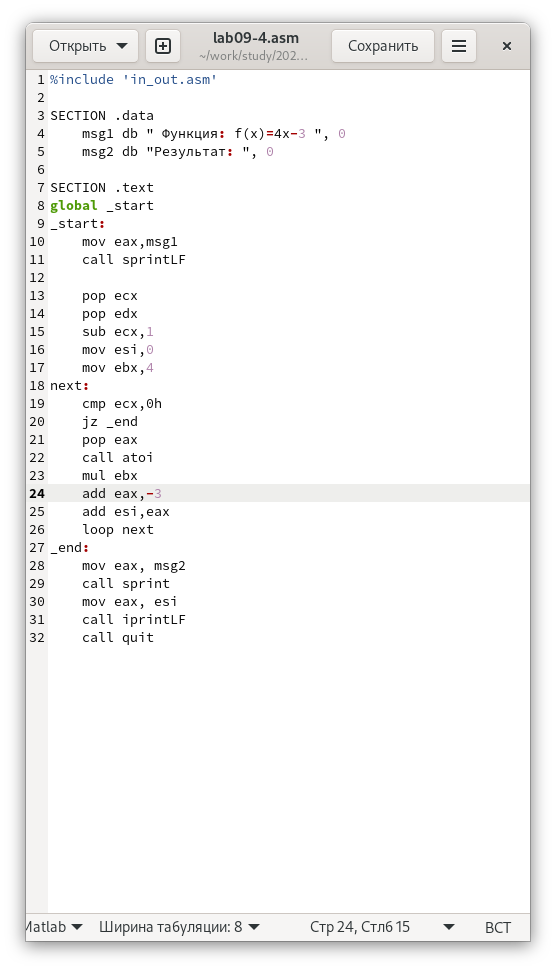 Открыть
lab09-4.asm
~/work/study/202…
Сохранить
1 %include 'in_out.asm'
2
3 SECTION .data
4     msg1 db " Функция: f(x)=4x-3 ", 0
5     msg2 db "Результат: ", 0
6
7 SECTION .text
8 global _start
9 _start:
10     mov eax,msg1
11     call sprintLF
12
13     pop ecx
14     pop edx
15     sub ecx,1
16     mov esi,0
17     mov ebx,4
18 next:
19     cmp ecx,0h
20     jz _end
21     pop eax
22     call atoi
23     mul ebx
24     add eax,-3
25     add esi,eax
26     loop next
27 _end:
28     mov eax, msg2
29     call sprint
30     mov eax, esi
31     call iprintLF
32     call quit
Matlab Ширина табуляции: 8 Стр 24, Стлб 15 ВСТ